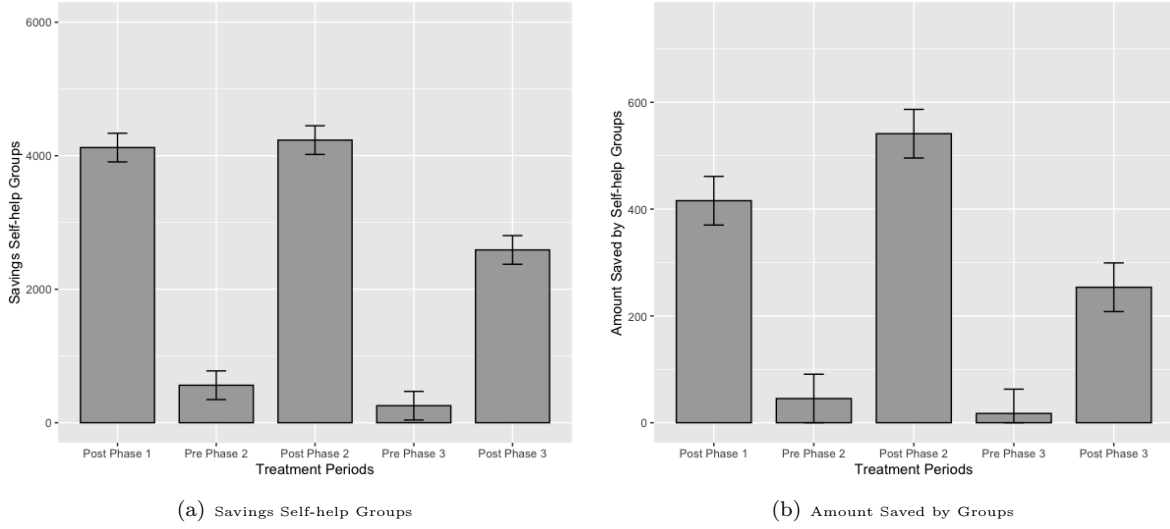 6000
4000
2000
0
Savings Self-help Groups
Post Phase 1
Pre Phase 2
Post Phase 2
Pre Phase 3
Post Phase 3
Treatment Periods
(a) Savings Self-help Groups
600
400
200
0
Amount Saved by Self-help Groups
Post Phase 1
Pre Phase 2
Post Phase 2
Pre Phase 3
Post Phase 3
Treatment Periods
(b) Amount Saved by Groups